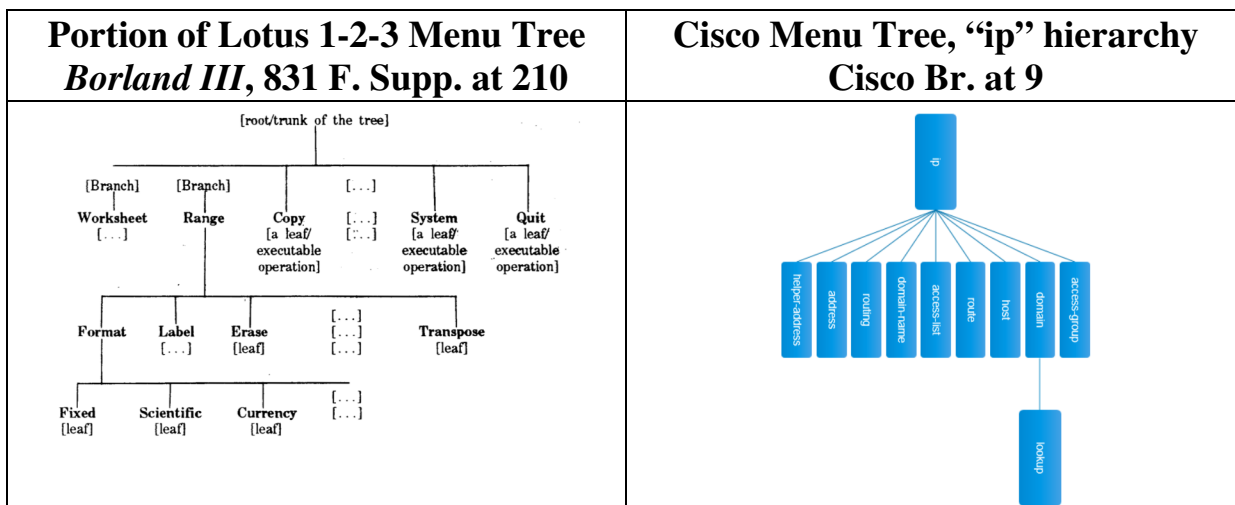 Portion of Lotus 1-2-3 Menu Tree
Borland III, 831 F. Supp. at 210
Cisco Menu Tree, “ip” hierarchy
Cisco Br. at 9
[root/trunk of the tree]
[Branch] [Branch] [...]
Worksheet Range Copy [...] System Quit
[...] [a leaf/ [...] [a leaf/ [a leaf/
executable executable executable
operation] operation] operation]
[...]
Format Label Erase [...] Transpose
[...] [leaf] [...] [leaf]
[...]
Fixed Scientific Currency [...]
[leaf] [leaf] [leaf]
ip
helper-address
address
routing
domain-name
access-list
route
host
domain
access-group
lookup